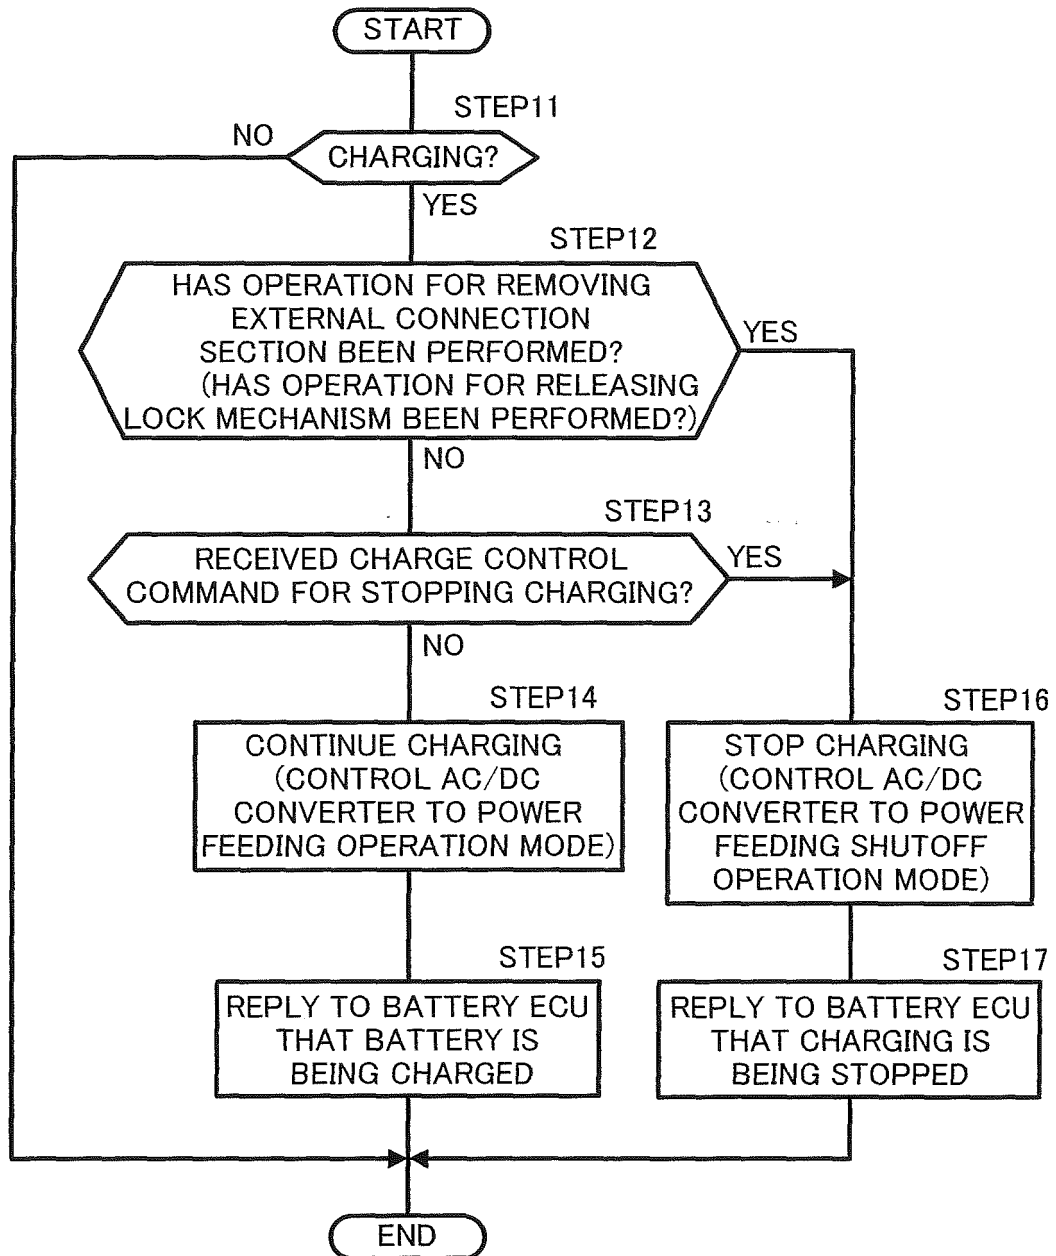 START
STEP11
NO
CHARGING?
YES
STEP12
HAS OPERATION FOR REMOVING
EXTERNAL CONNECTION
SECTION BEEN PERFORMED?
(HAS OPERATION FOR RELEASING
LOCK MECHANISM BEEN PERFORMED?)
YES
NO
STEP13
RECEIVED CHARGE CONTROL
COMMAND FOR STOPPING CHARGING?
YES
NO
STEP14
CONTINUE CHARGING
(CONTROL AC/DC
CONVERTER TO POWER
FEEDING OPERATION MODE)
STEP16
STOP CHARGING
(CONTROL AC/DC
CONVERTER TO POWER
FEEDING SHUTOFF
OPERATION MODE)
STEP15
REPLY TO BATTERY ECU
THAT BATTERY IS
BEING CHARGED
STEP17
REPLY TO BATTERY ECU
THAT CHARGING IS
BEING STOPPED
END